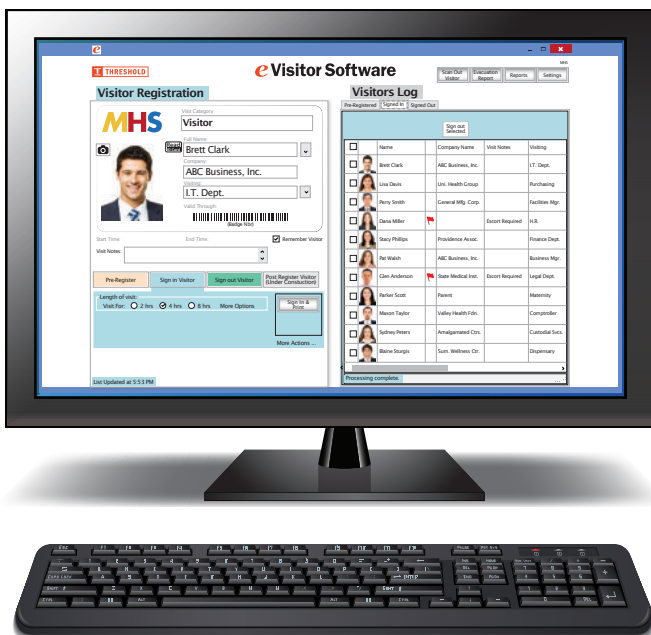 e
MHS
THRESHOLD
e Visitor Software
Scan Out Visitor
Evacuation Report
Reports
Settings
Visitor Registration
MHS
Visit Category
Visitor
Full Name
Brett Clark
Company
ABC Business, Inc.
Visiting
I.T. Dept.
Valid Through:
(Badge Nbr)
Start Time
End Time
Remember Visitor
Visit Notes:
Pre-Register
Sign in Visitor
Sign out Visitor
Post Register Visitor
(Under Constuction)
Length of visit:
Visit For: 2 hrs 4 hrs 8 hrs More Options
Sign In & Print
More Actions ...
List Updated at 5:53 PM
Visitors Log
Pre-Registered Signed In Signed Out
Sign out Selected
Name Company Name Visit Notes Visiting
Brett Clark ABC Business, Inc. I.T. Dept.
Lisa Davis Uni. Health Group Purchasing
Perry Smith General Mfg. Corp. Facilities Mgr.
Dana Miller Escort Required H.R.
Stacy Phillips Providence Assoc. Finance Dept.
Pat Walsh ABC Business, Inc. Business Mgr.
Glen Anderson State Medical Inst. Escort Required Legal Dept.
Parker Scott Parent Maternity
Mason Taylor Valley Health Fdn. Comptroller
Sydney Peters Amalgamated Ctrs. Custodial Svcs.
Blaine Sturgis Sum. Wellness Ctr. Dispensary
Processing complete.